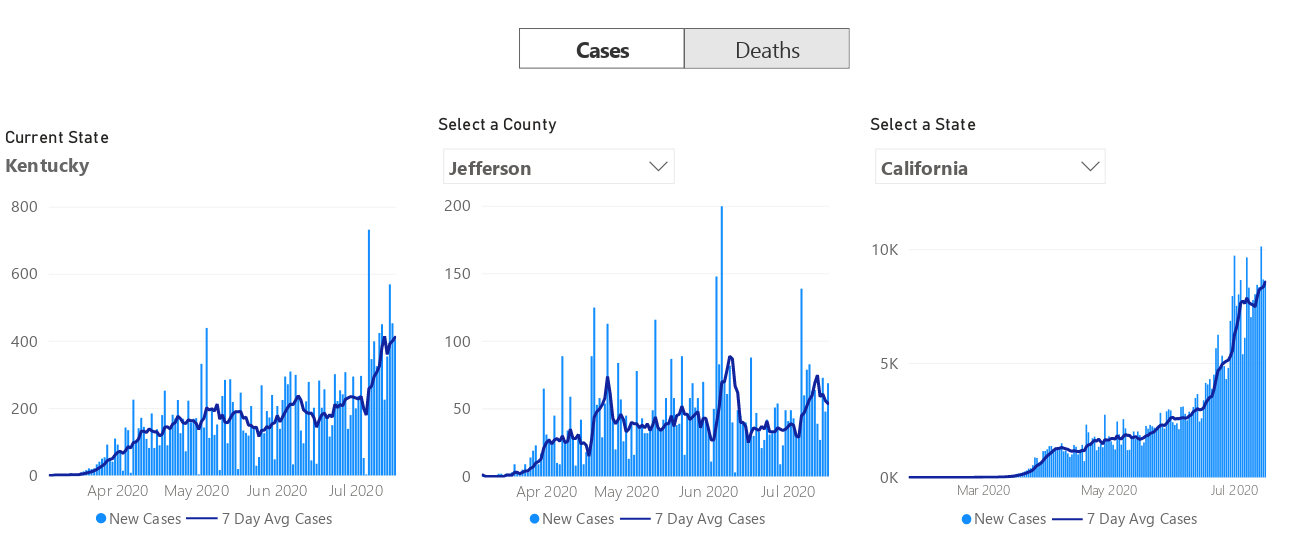 Cases Deaths
Current State
Kentucky
Select a County
Jefferson
Select a State
California
800
600
400
200
0
Apr 2020 May 2020 Jun 2020 Jul 2020
New Cases 7 Day Avg Cases
200
150
100
50
0
Apr 2020 May 2020 Jun 2020 Jul 2020
New Cases 7 Day Avg Cases
10K
5K
0K
Mar 2020 May 2020 Jul 2020
New Cases 7 Day Avg Cases